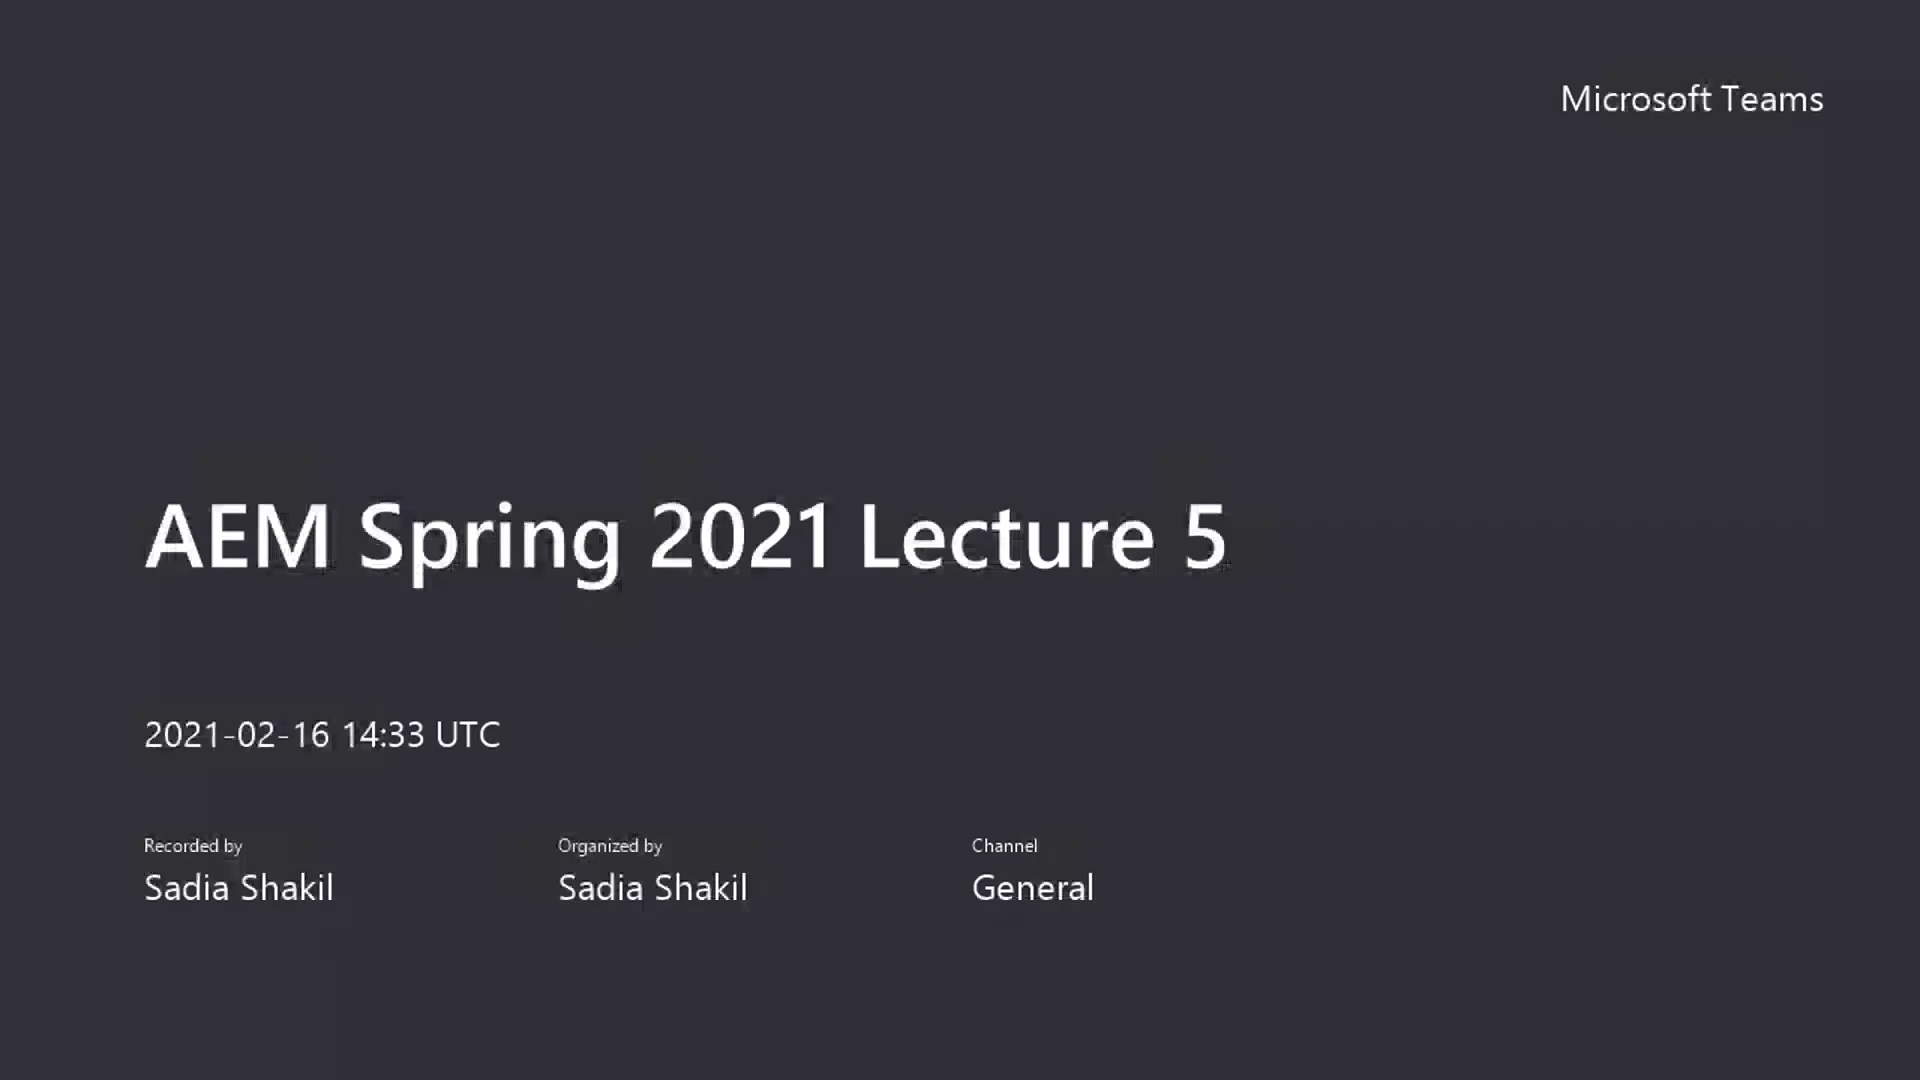 Microsoft Teams
AEM Spring 2021 Lecture 5
2021-02-16 14:33 UTC
Recorded by
Sadia Shakil
Organized by
Sadia Shakil
Channel
General